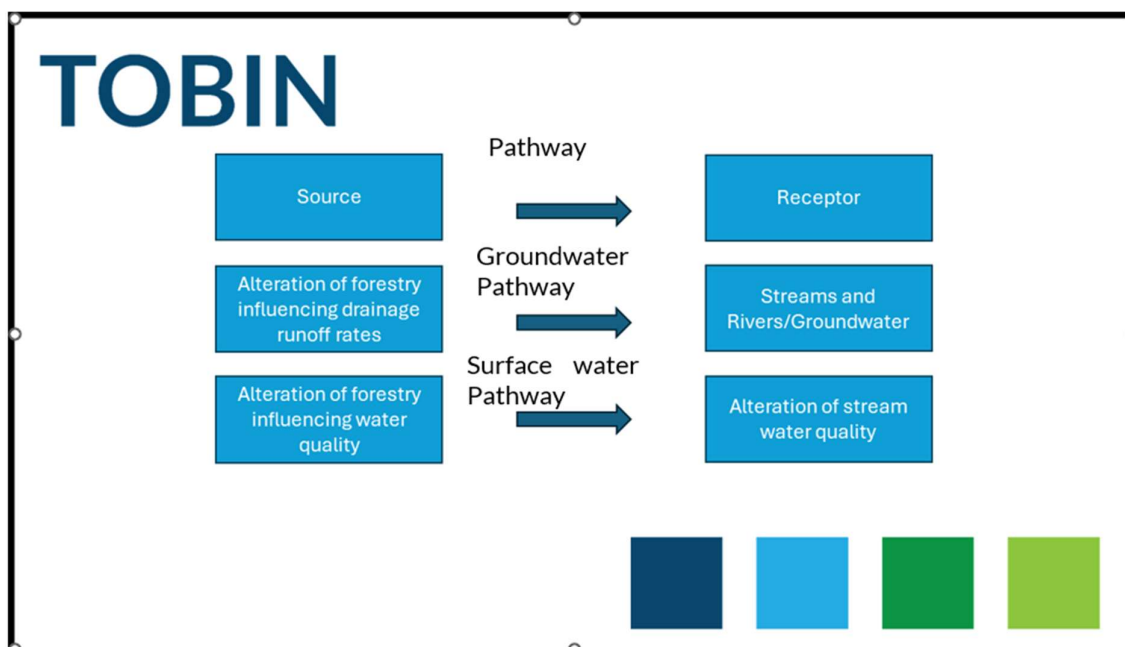 TOBIN
Pathway
Source
Receptor
Groundwater
Pathway
Alteration of forestry
influencing drainage
runoff rates
Streams and
Rivers/Groundwater
Surface water
Pathway
Alteration of forestry
influencing water
quality
Alteration of stream
water quality